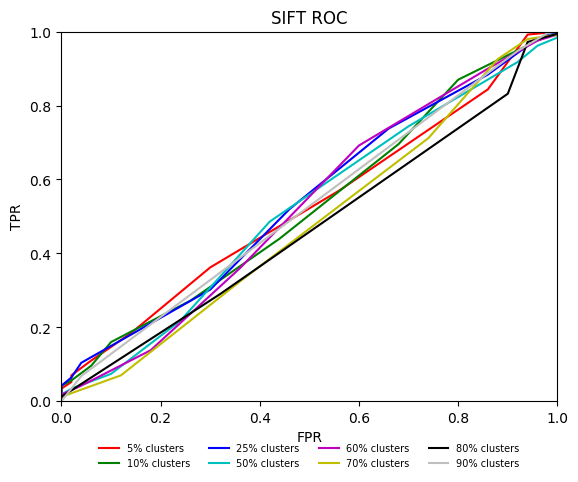 SIFT ROC
TPR
1.0
0.8
0.6
0.4
0.2
0.0
0.0 0.2 0.4 0.6 0.8 1.0
FPR
5% clusters 25% clusters 60% clusters 80% clusters
10% clusters 50% clusters 70% clusters 90% clusters